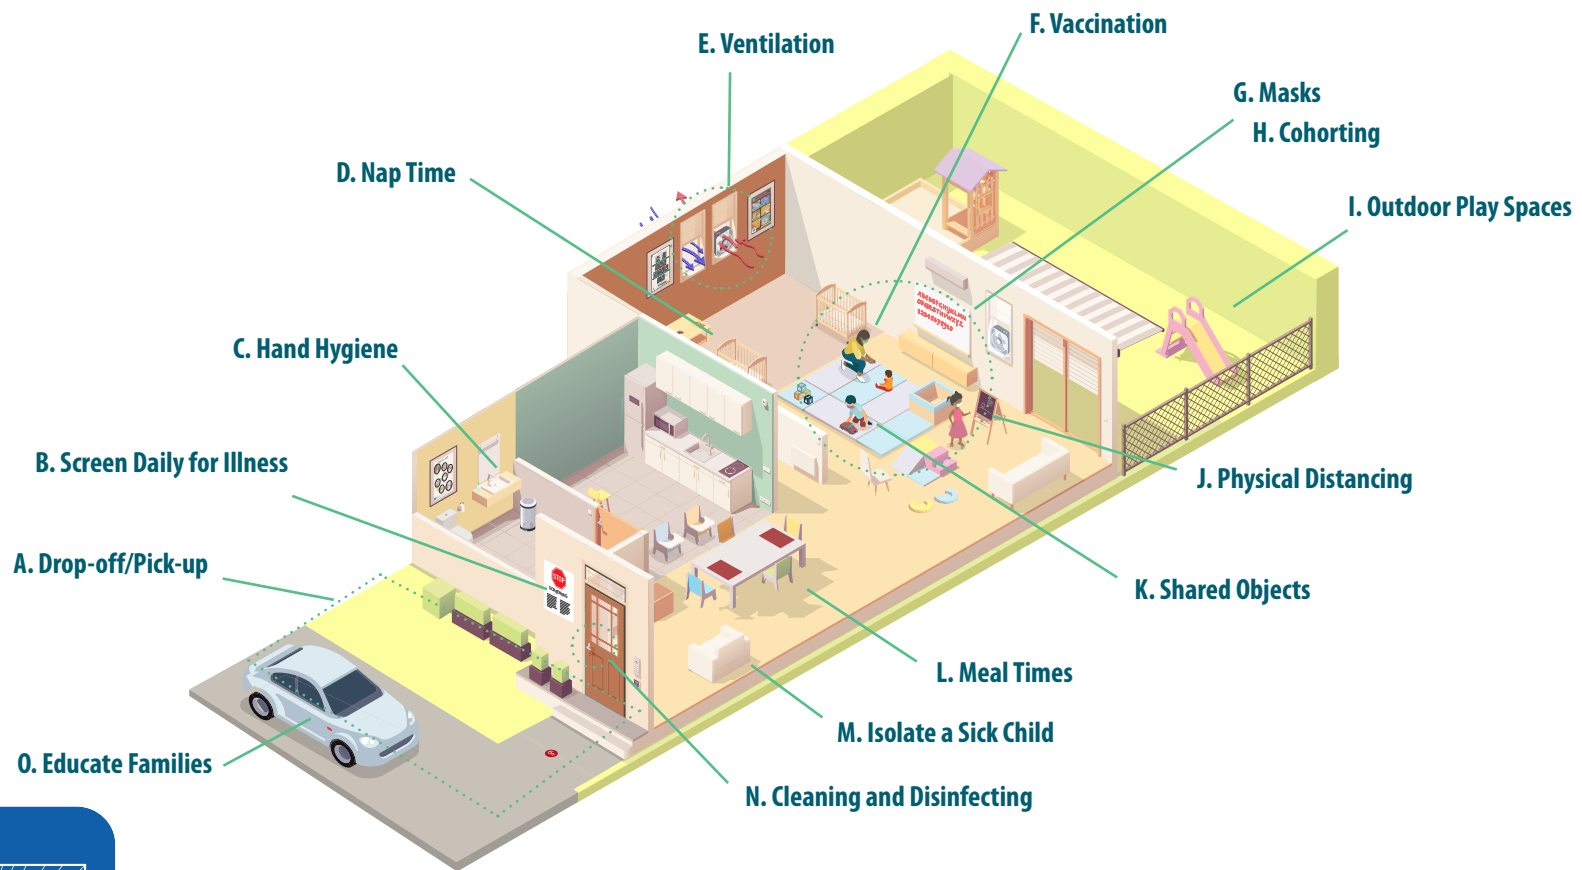 F. Vaccination
E. Ventilation
G. Masks
H. Cohorting
D. Nap Time
I. Outdoor Play Spaces
C. Hand Hygiene
B. Screen Daily for Illness
J. Physical Distancing
A. Drop-off/Pick-up
STOP
K. Shared Objects
L. Meal Times
M. Isolate a Sick Child
O. Educate Families
N. Cleaning and Disinfecting